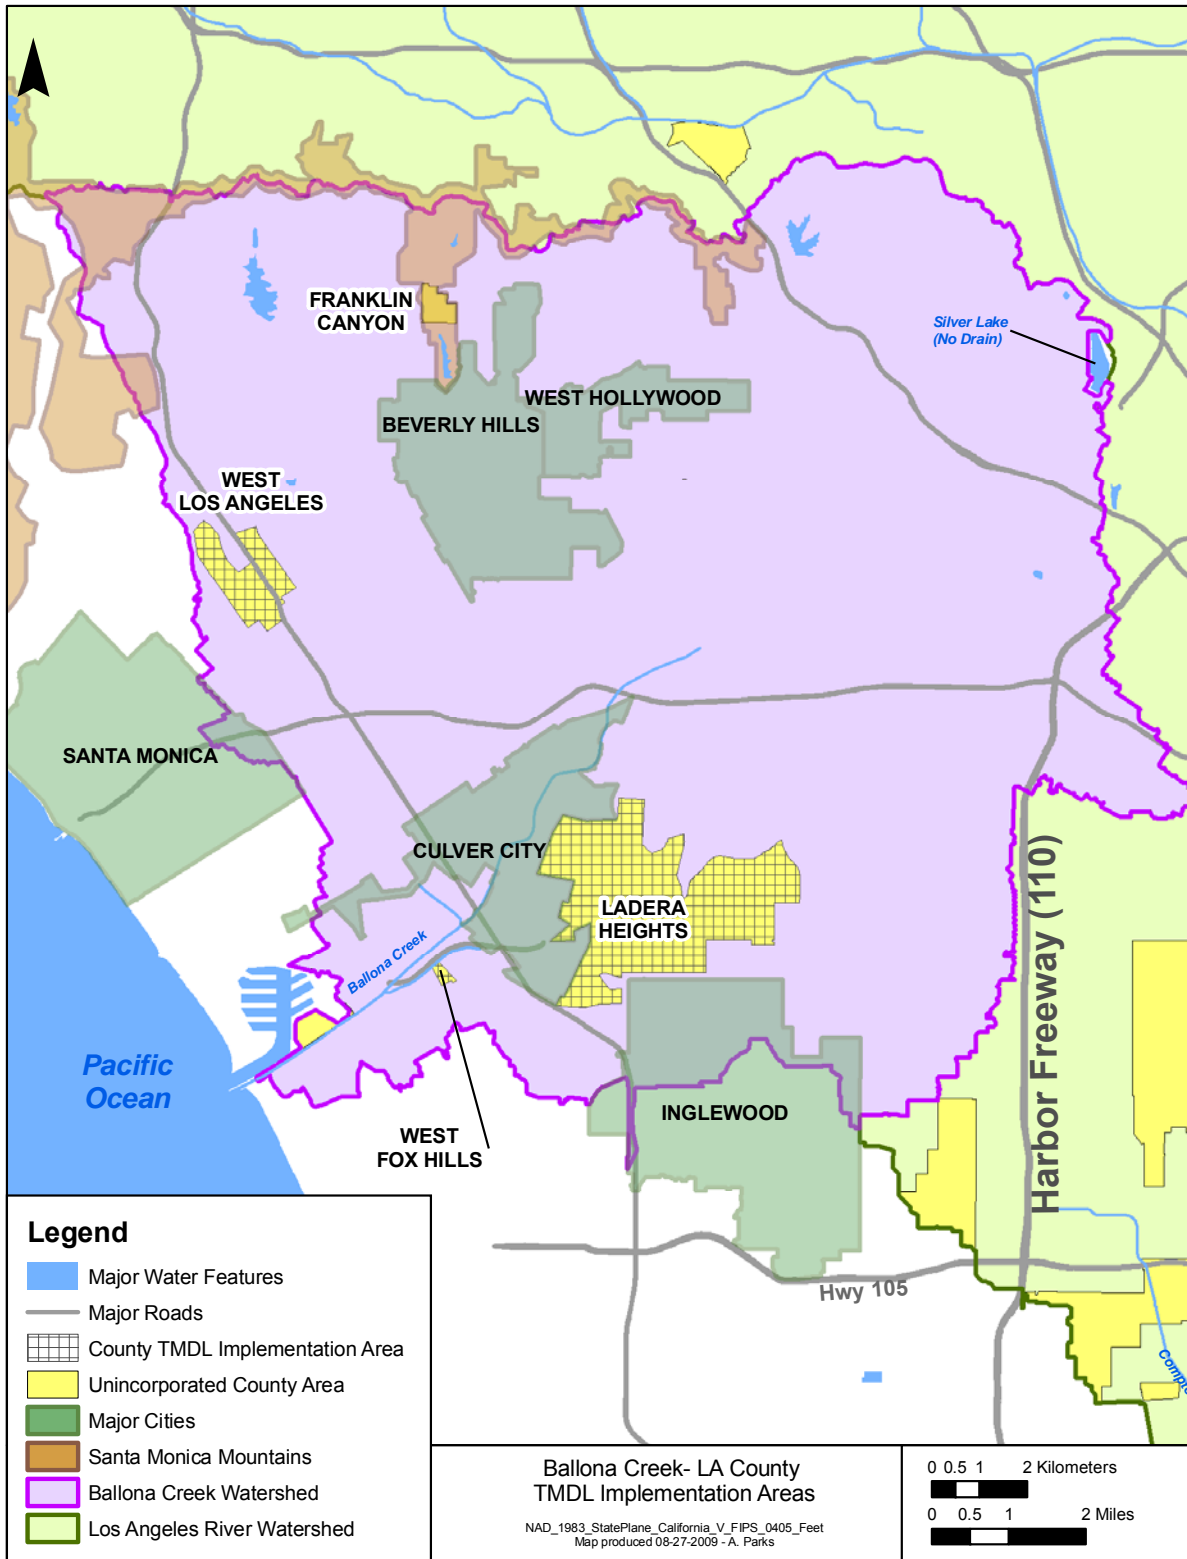 FRANKLIN
CANYON
Silver Lake
(No Drain)
WEST HOLLYWOOD
BEVERLY HILLS
WEST
LOS ANGELES
SANTA MONICA
CULVER CITY
LADERA
HEIGHTS
Harbor Freeway (110)
Ballona Creek
Pacific
Ocean
INGLEWOOD
WEST
FOX HILLS
Hwy 105
Compto
Legend
Major Water Features
Major Roads
County TMDL Implementation Area
Unincorporated County Area
Major Cities
Santa Monica Mountains
Ballona Creek Watershed
Los Angeles River Watershed
Ballona Creek- LA County
TMDL Implementation Areas
NAD_1983_StatePlane_California_V_FIPS_0405_Feet
Map produced 08-27-2009 - A. Parks
0 0.5 1 2 Kilometers
0 0.5 1 2 Miles